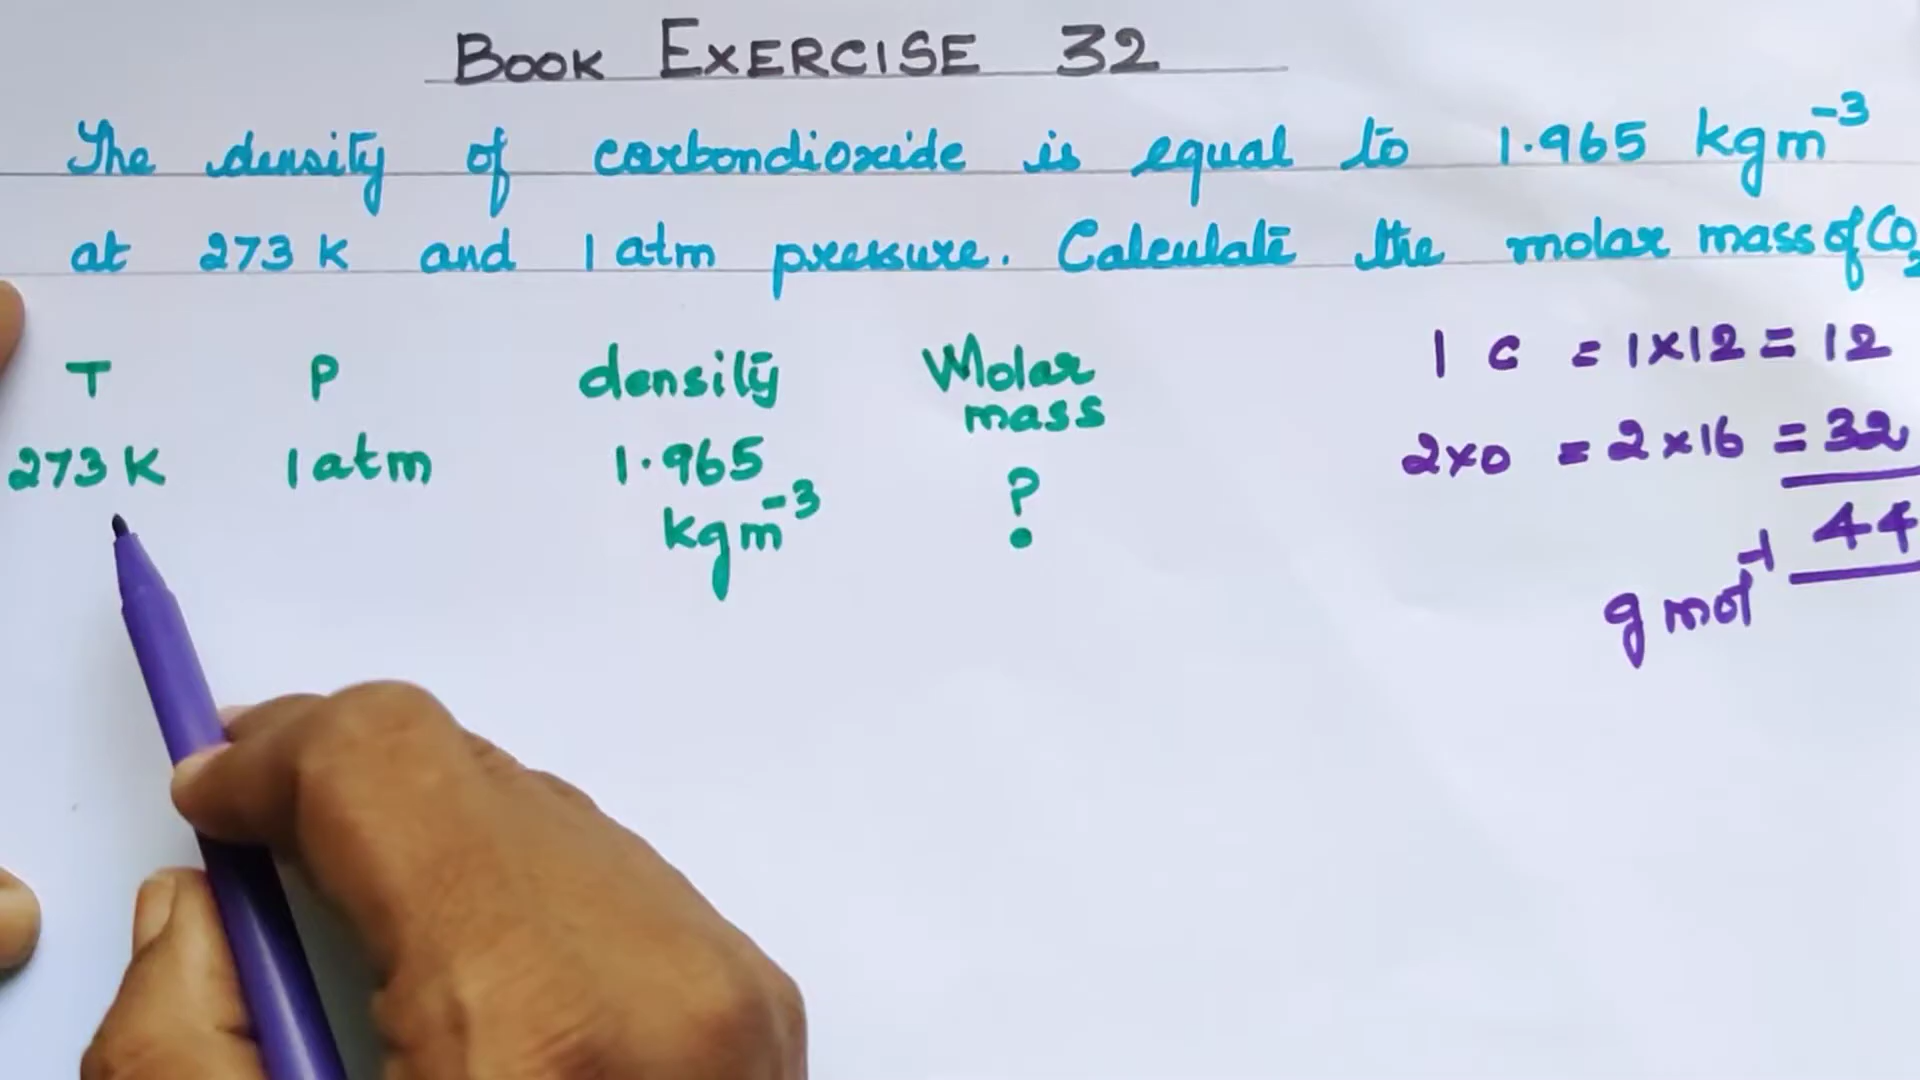 BOOK EXERCISE 32
The density of carbondioxide is equal to 1.965 kgm⁻³
at 273 K and 1 atm pressure. Calculate the molar mass of CO₂
T P density Molar mass
273 K 1 atm 1.965 kgm⁻³ ?
1 C = 1×12 = 12
2×O = 2×16 = 32
44
g mol⁻¹